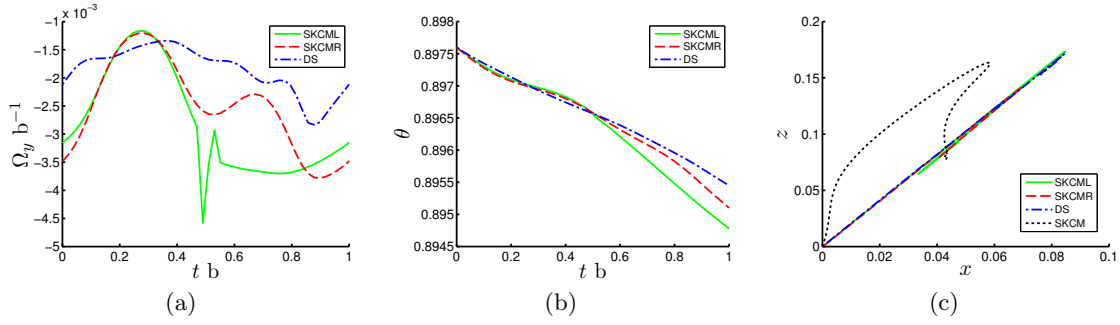 x 10⁻³
-1
-1.5
-2
-2.5
-3
-3.5
-4
-4.5
-5
Ω_y b⁻¹
0 0.2 0.4 0.6 0.8 1
t b
SKCML
SKCMR
DS
(a)
0.898
0.8975
0.897
0.8965
0.896
0.8955
0.895
0.8945
θ
0 0.2 0.4 0.6 0.8 1
t b
SKCML
SKCMR
DS
(b)
0.2
0.15
0.1
0.05
0
z
0 0.02 0.04 0.06 0.08 0.1
x
SKCML
SKCMR
DS
SKCM
(c)